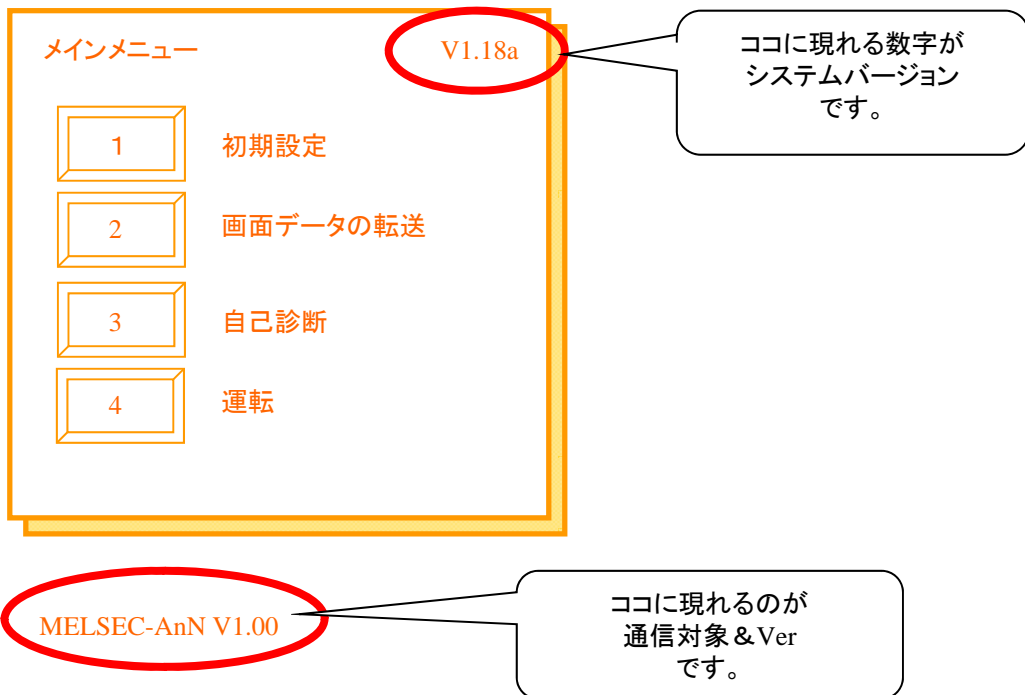 メインメニュー V1.18a
ココに現れる数字が
システムバージョン
です。
1 初期設定
2 画面データの転送
3 自己診断
4 運転
MELSEC-AnN V1.00
ココに現れるのが
通信対象＆Ver
です。